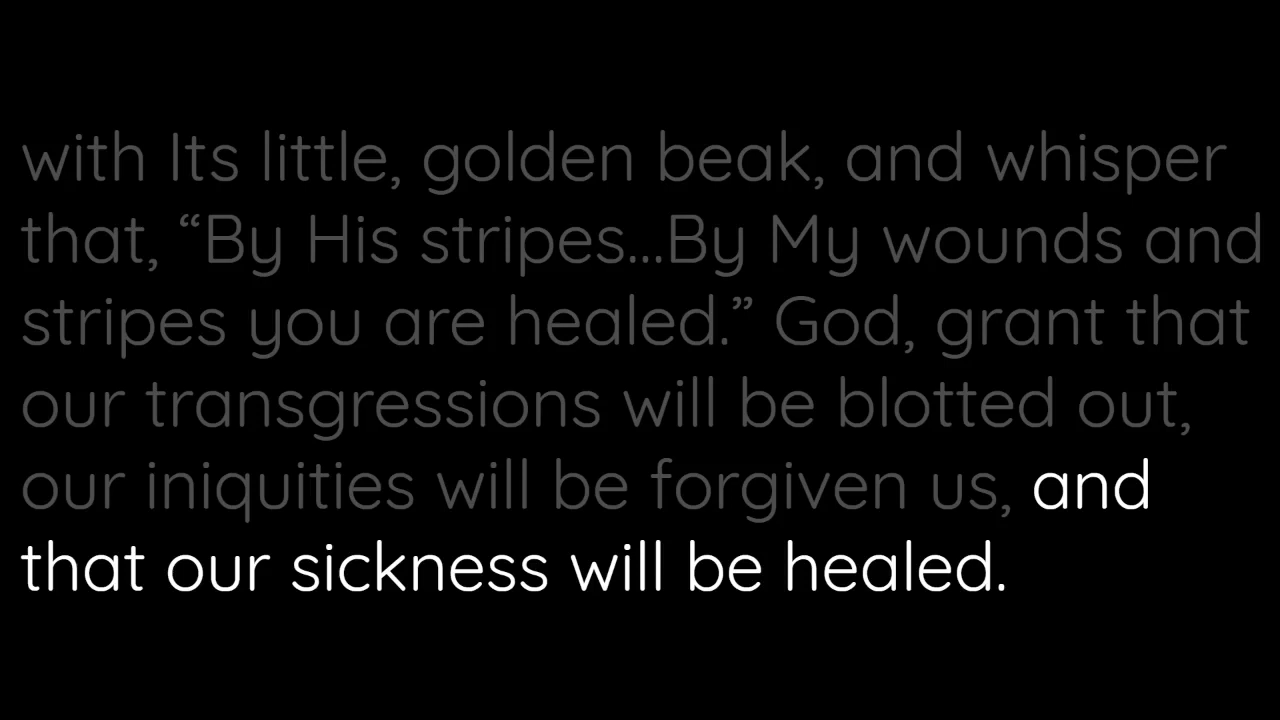 with Its little, golden beak, and whisper
that, “By His stripes...By My wounds and
stripes you are healed.” God, grant that
our transgressions will be blotted out,
our iniquities will be forgiven us, and
that our sickness will be healed.